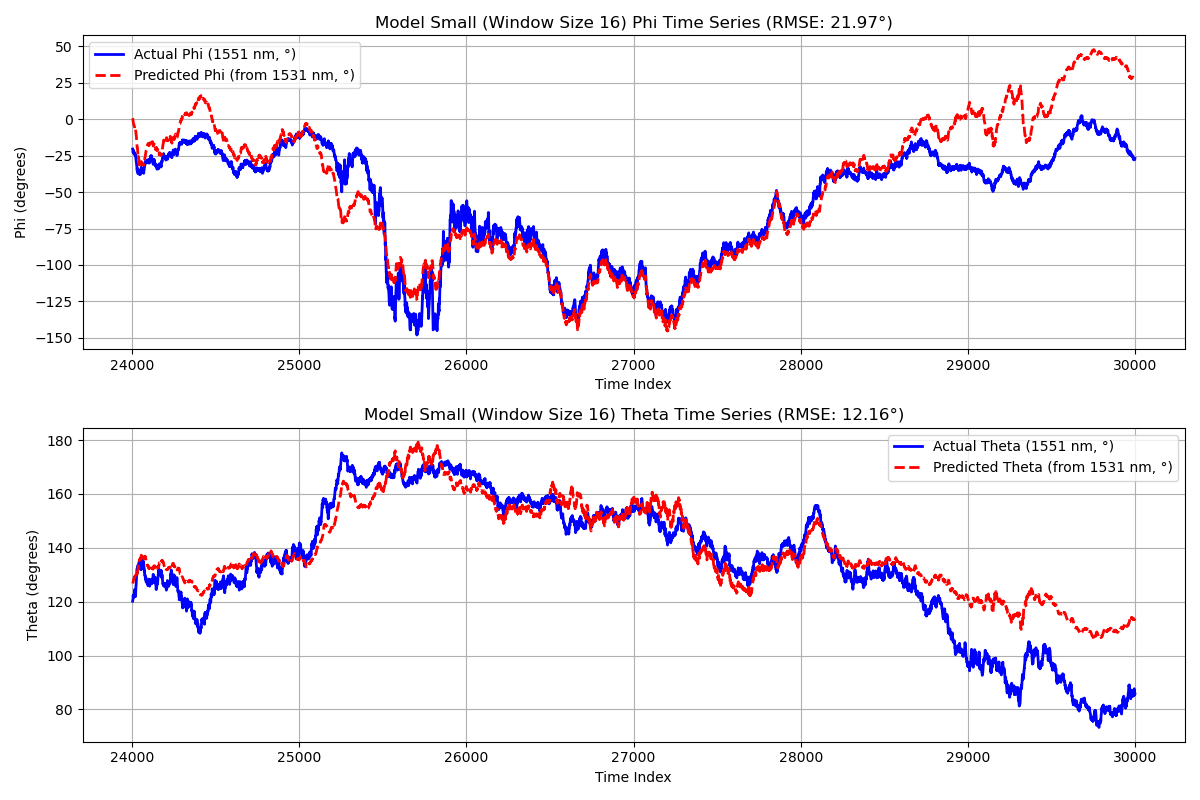 Model Small (Window Size 16) Phi Time Series (RMSE: 21.97°)
Actual Phi (1551 nm, °)
Predicted Phi (from 1531 nm, °)
Phi (degrees)
50
25
0
−25
−50
−75
−100
−125
−150
24000 25000 26000 27000 28000 29000 30000
Time Index
Model Small (Window Size 16) Theta Time Series (RMSE: 12.16°)
Actual Theta (1551 nm, °)
Predicted Theta (from 1531 nm, °)
Theta (degrees)
180
160
140
120
100
80
24000 25000 26000 27000 28000 29000 30000
Time Index